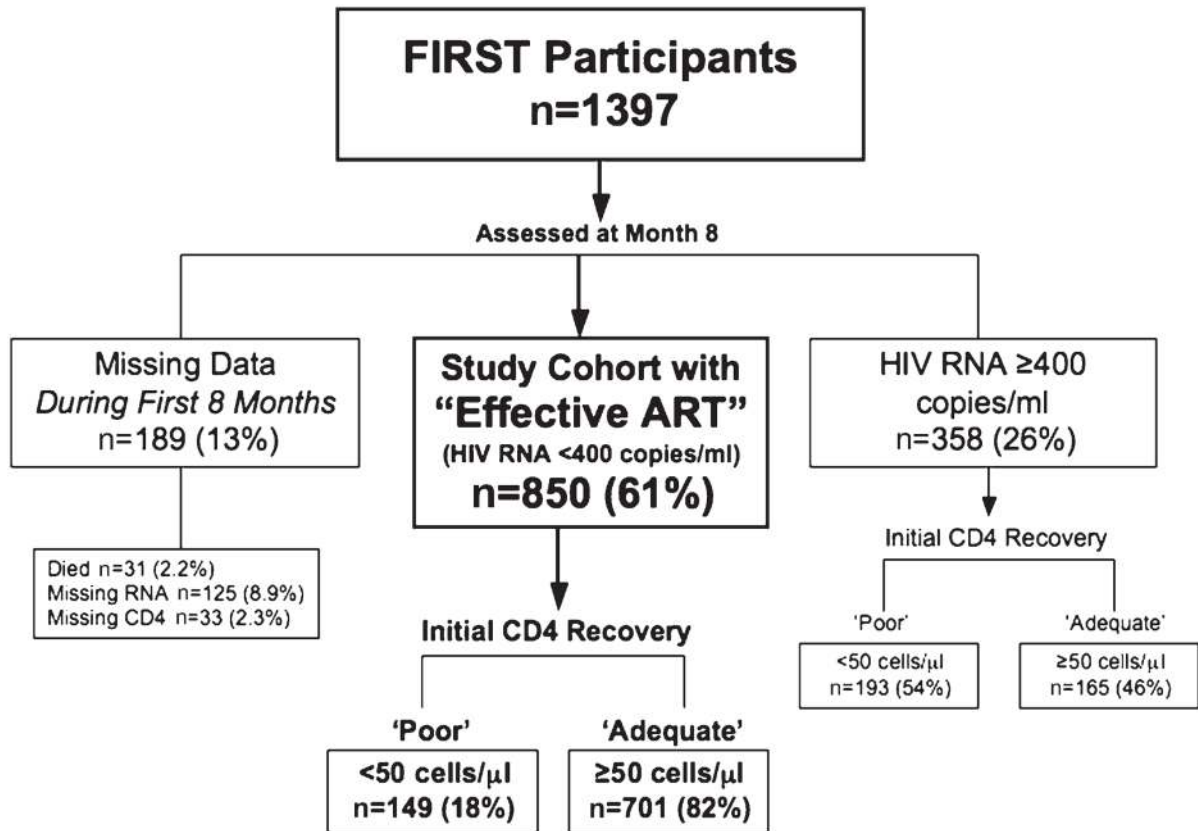 FIRST Participants
n=1397
Assessed at Month 8
Missing Data
During First 8 Months
n=189 (13%)
Died n=31 (2.2%)
Missing RNA n=125 (8.9%)
Missing CD4 n=33 (2.3%)
Study Cohort with
“Effective ART”
(HIV RNA <400 copies/ml)
n=850 (61%)
Initial CD4 Recovery
‘Poor’
<50 cells/μl
n=149 (18%)
‘Adequate’
≥50 cells/μl
n=701 (82%)
HIV RNA ≥400
copies/ml
n=358 (26%)
Initial CD4 Recovery
‘Poor’
<50 cells/μl
n=193 (54%)
‘Adequate’
≥50 cells/μl
n=165 (46%)